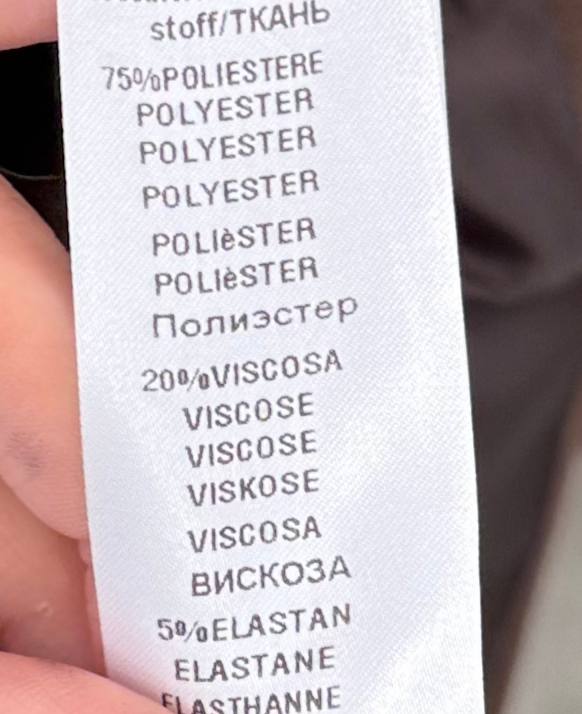 stoff/ТКАНЬ
75%POLIESTERE
POLYESTER
POLYESTER
POLYESTER
POLIèSTER
POLIèSTER
Полиэстер
20%VISCOSA
VISCOSE
VISCOSE
VISKOSE
VISCOSA
ВИСКОЗА
5%ELASTAN
ELASTANE
ELASTHANNE